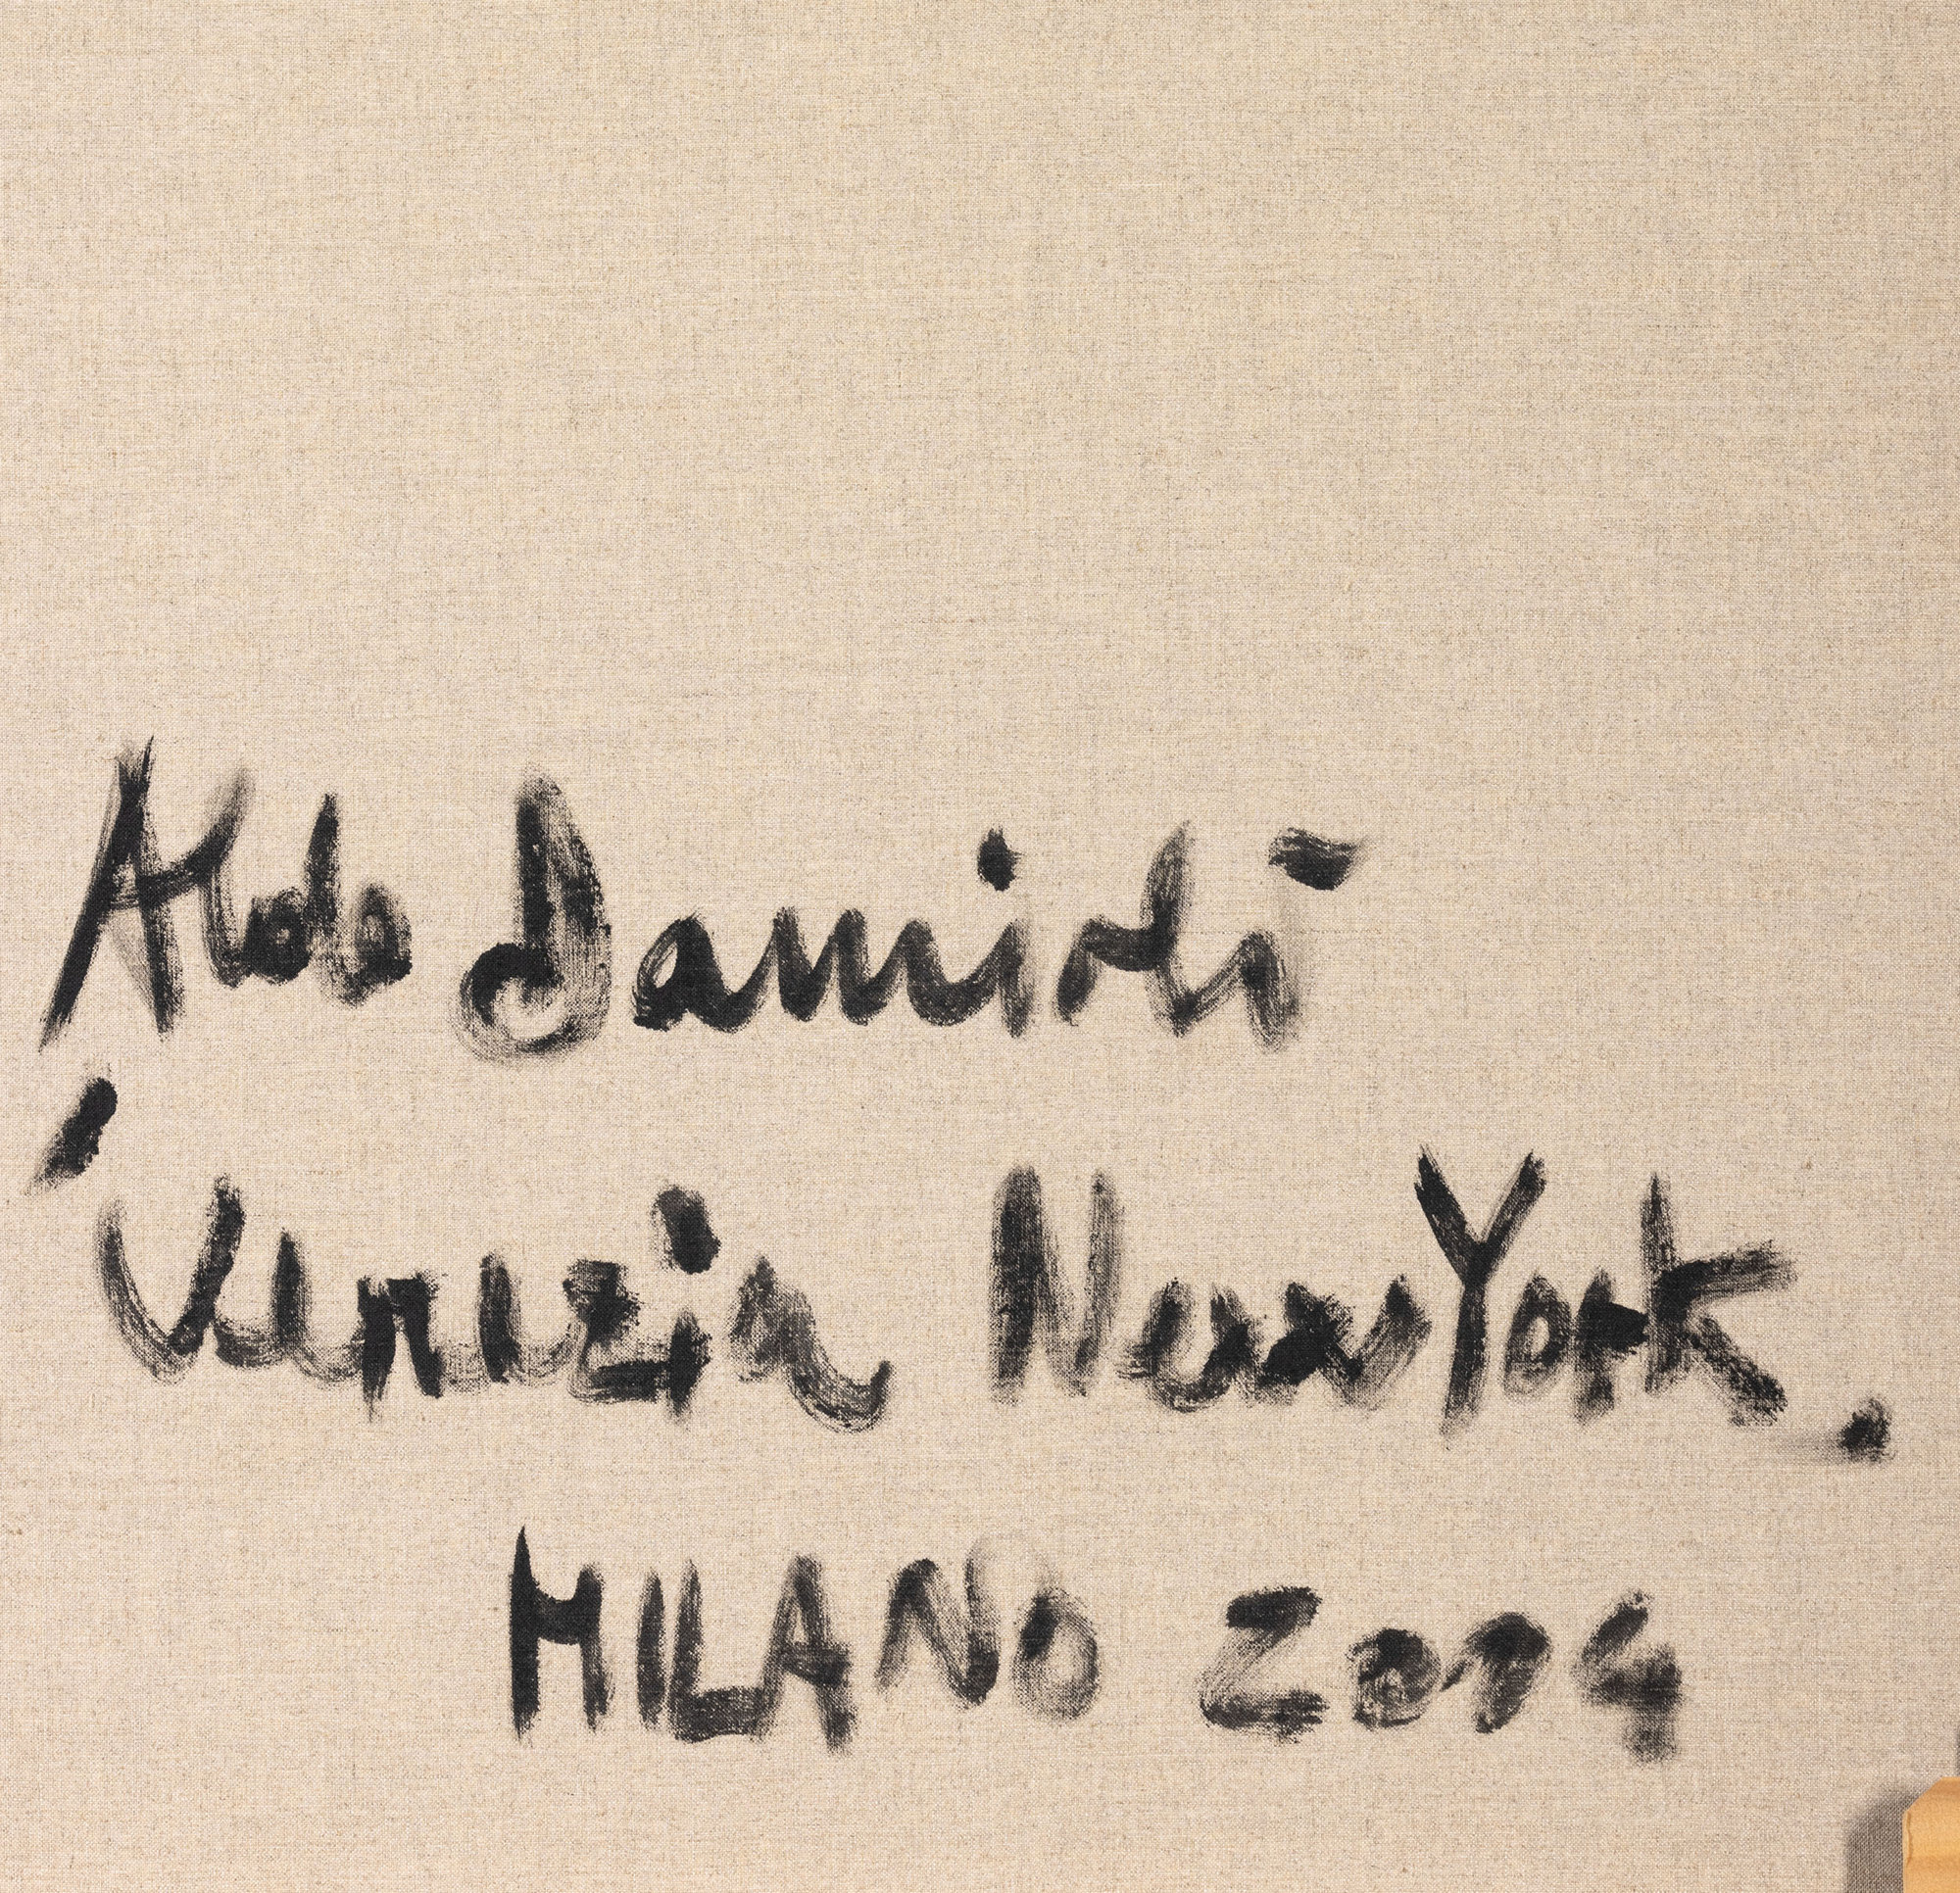 Aldo Damioli
'Venezia New York.
MILANO 2014